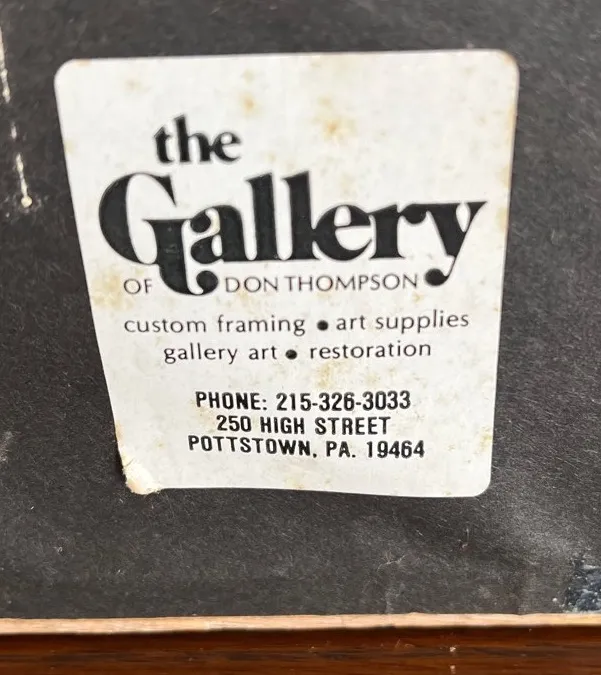 the
Gallery
OF DON THOMPSON
custom framing • art supplies
gallery art • restoration
PHONE: 215-326-3033
250 HIGH STREET
POTTSTOWN, PA. 19464